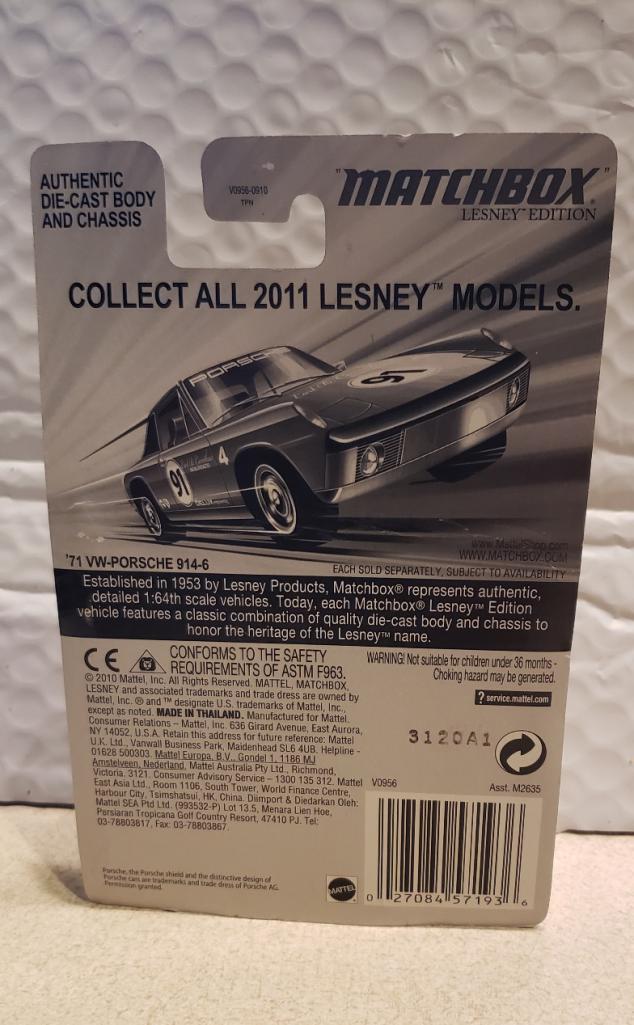 AUTHENTIC
DIE-CAST BODY
AND CHASSIS
V0956-0910
TPN
"MATCHBOX"
LESNEY™ EDITION
COLLECT ALL 2011 LESNEY™ MODELS.
PORSCHE
91
91
4
www.MattelShop.com
WWW.MATCHBOX.COM
'71 VW-PORSCHE 914-6
EACH SOLD SEPARATELY, SUBJECT TO AVAILABILITY
Established in 1953 by Lesney Products, Matchbox® represents authentic,
detailed 1:64th scale vehicles. Today, each Matchbox® Lesney™ Edition
vehicle features a classic combination of quality die-cast body and chassis to
honor the heritage of the Lesney™ name.
CE
CONFORMS TO THE SAFETY
REQUIREMENTS OF ASTM F963.
© 2010 Mattel, Inc. All Rights Reserved. MATTEL, MATCHBOX,
LESNEY and associated trademarks and trade dress are owned by
Mattel, Inc. ® and ™ designate U.S. trademarks of Mattel, Inc.,
except as noted. MADE IN THAILAND. Manufactured for Mattel.
Consumer Relations – Mattel, Inc. 636 Girard Avenue, East Aurora,
NY 14052, U.S.A. Retain this address for future reference: Mattel
U.K. Ltd., Vanwall Business Park, Maidenhead SL6 4UB. Helpline -
01628 500303. Mattel Europa, B.V., Gondel 1, 1186 MJ
Amstelveen, Nederland. Mattel Australia Pty Ltd., Richmond,
Victoria. 3121. Consumer Advisory Service – 1300 135 312. Mattel
East Asia Ltd., Room 1106, South Tower, World Finance Centre,
Harbour City, Tsimshatsui, HK, China. Diimport & Diedarkan Oleh:
Mattel SEA Ptd Ltd. (993532-P) Lot 13.5, Menara Lien Hoe,
Porsiaran Tropicana Golf Country Resort, 47410 PJ. Tel:
03-78803817, Fax: 03-78803867.
WARNING: Not suitable for children under 36 months -
Choking hazard may be generated.
? service.mattel.com
3120A1
V0956
Asst. M2635
Porsche, the Porsche shield and the distinctive design of
Porsche cars are trademarks and trade dress of Porsche AG.
Permission granted.
MATTEL
0 27084 57193 6